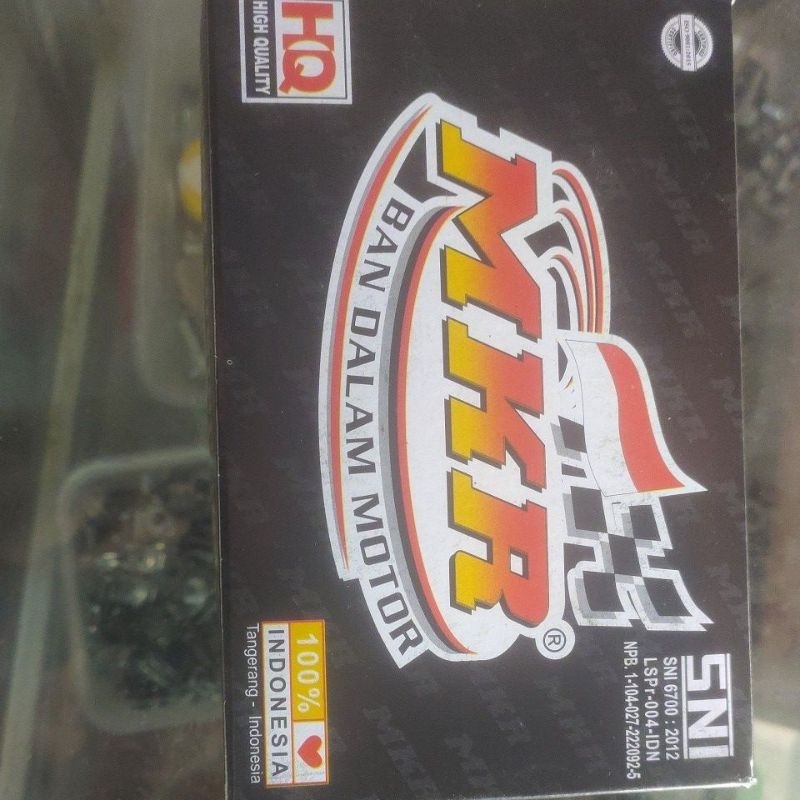 HQ
HIGH QUALITY
MKR®
BAN DALAM MOTOR
SNI
SNI 6700 : 2012
LSPr-004-IDN
NPB. 1-104-027-222092-5
100%
INDONESIA
Tangerang - Indonesia